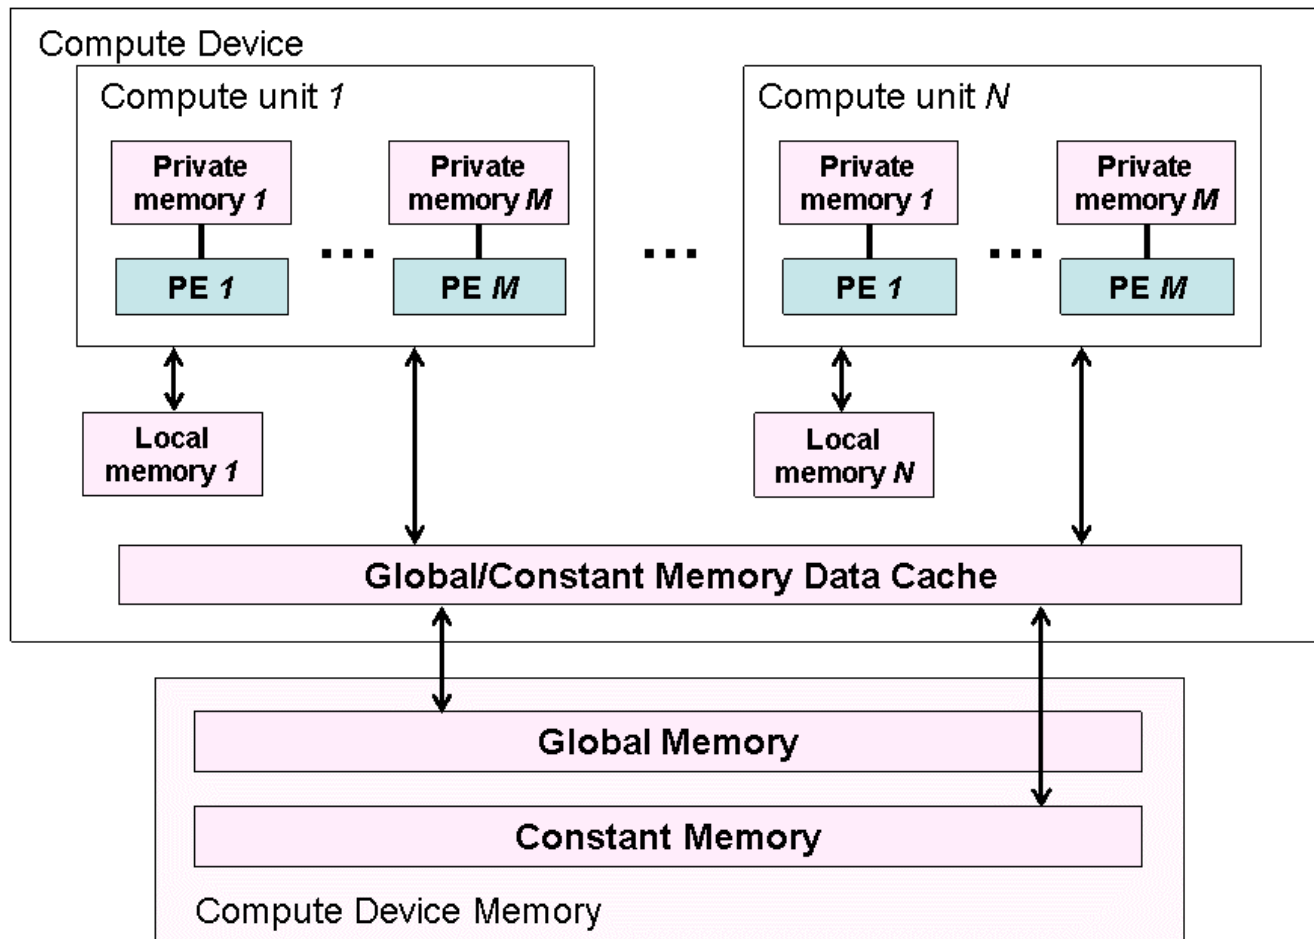 Compute Device
Compute unit 1
Compute unit N
Private
memory 1
Private
memory M
Private
memory 1
Private
memory M
...
...
...
PE 1
PE M
PE 1
PE M
Local
memory 1
Local
memory N
Global/Constant Memory Data Cache
Global Memory
Constant Memory
Compute Device Memory